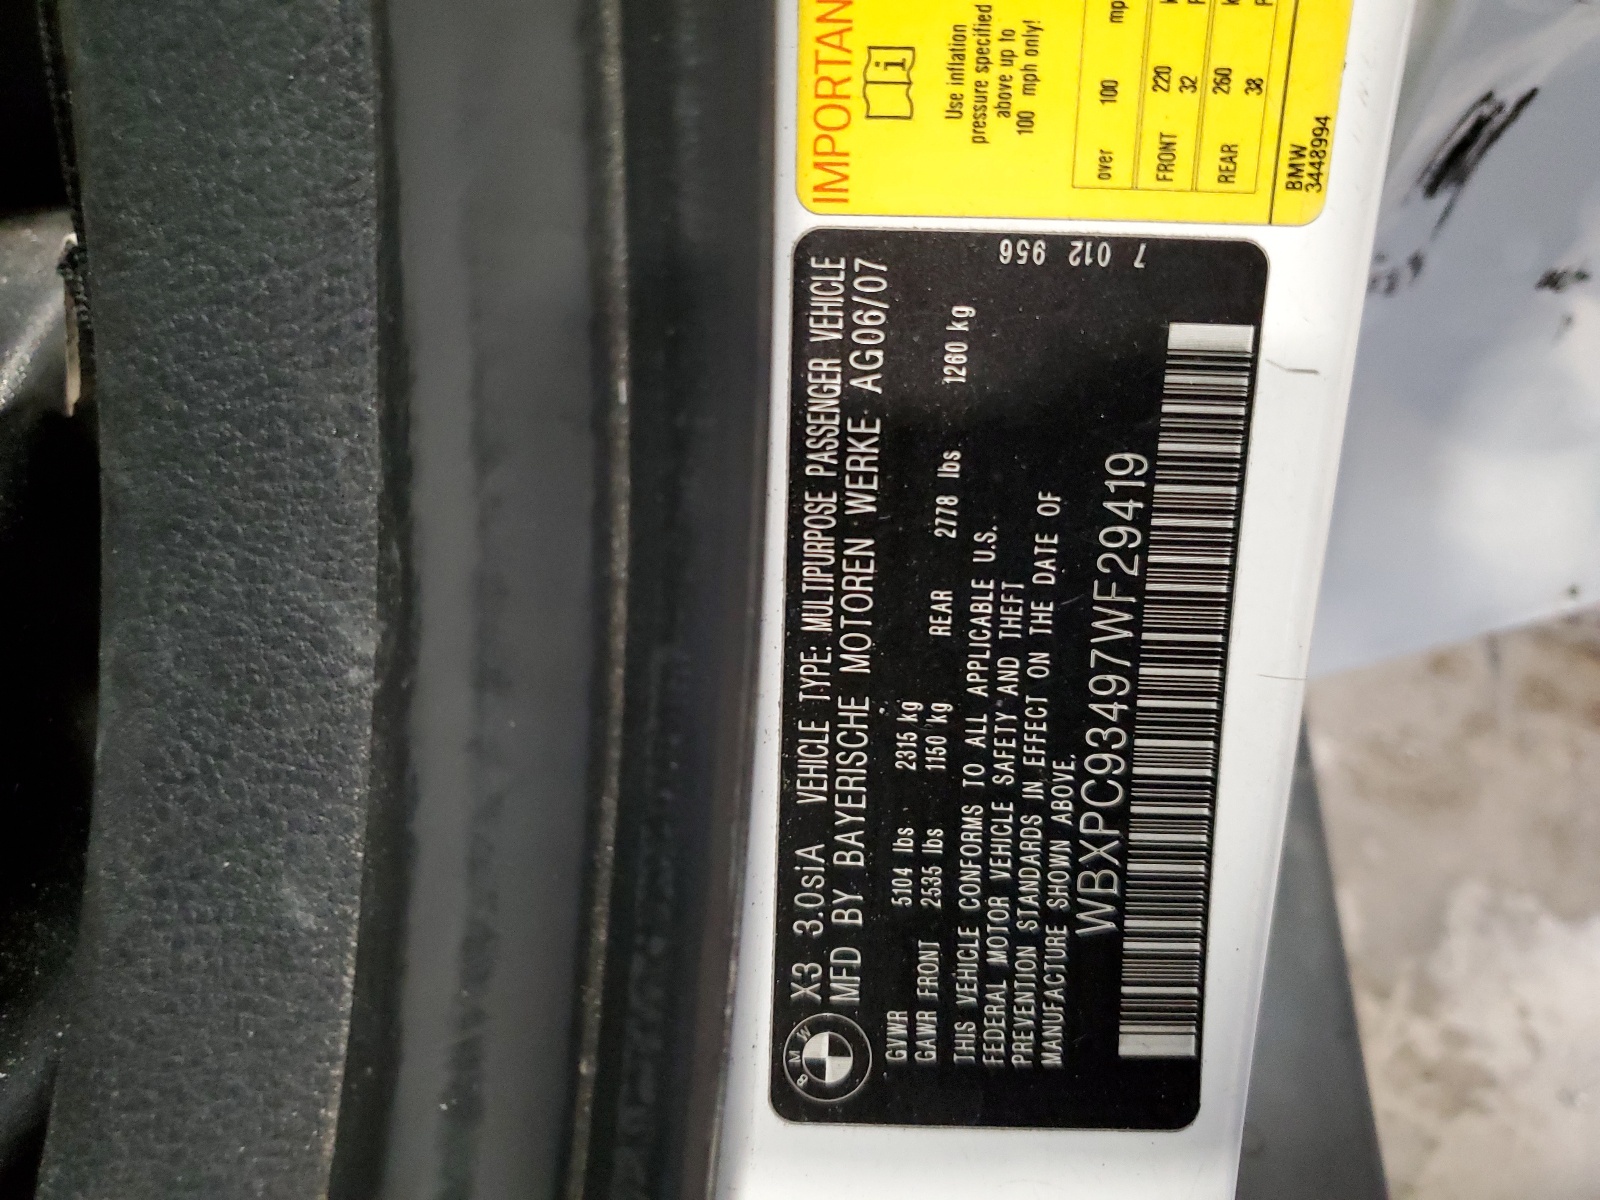 BMW
X3 3.0siA VEHICLE TYPE: MULTIPURPOSE PASSENGER VEHICLE
MFD BY BAYERISCHE MOTOREN WERKE AG06/07
GVWR 5104 lbs 2315 kg
GAWR FRONT 2535 lbs 1150 kg REAR 2778 lbs 1260 kg
THIS VEHICLE CONFORMS TO ALL APPLICABLE U.S.
FEDERAL MOTOR VEHICLE SAFETY AND THEFT
PREVENTION STANDARDS IN EFFECT ON THE DATE OF
MANUFACTURE SHOWN ABOVE.
WBXPC93497WF29419
7 012 956
IMPORTAN
i
Use inflation
pressure specified
above up to
100 mph only!
over 100 mp
FRONT 220
32
REAR 260
38
BMW
3448994